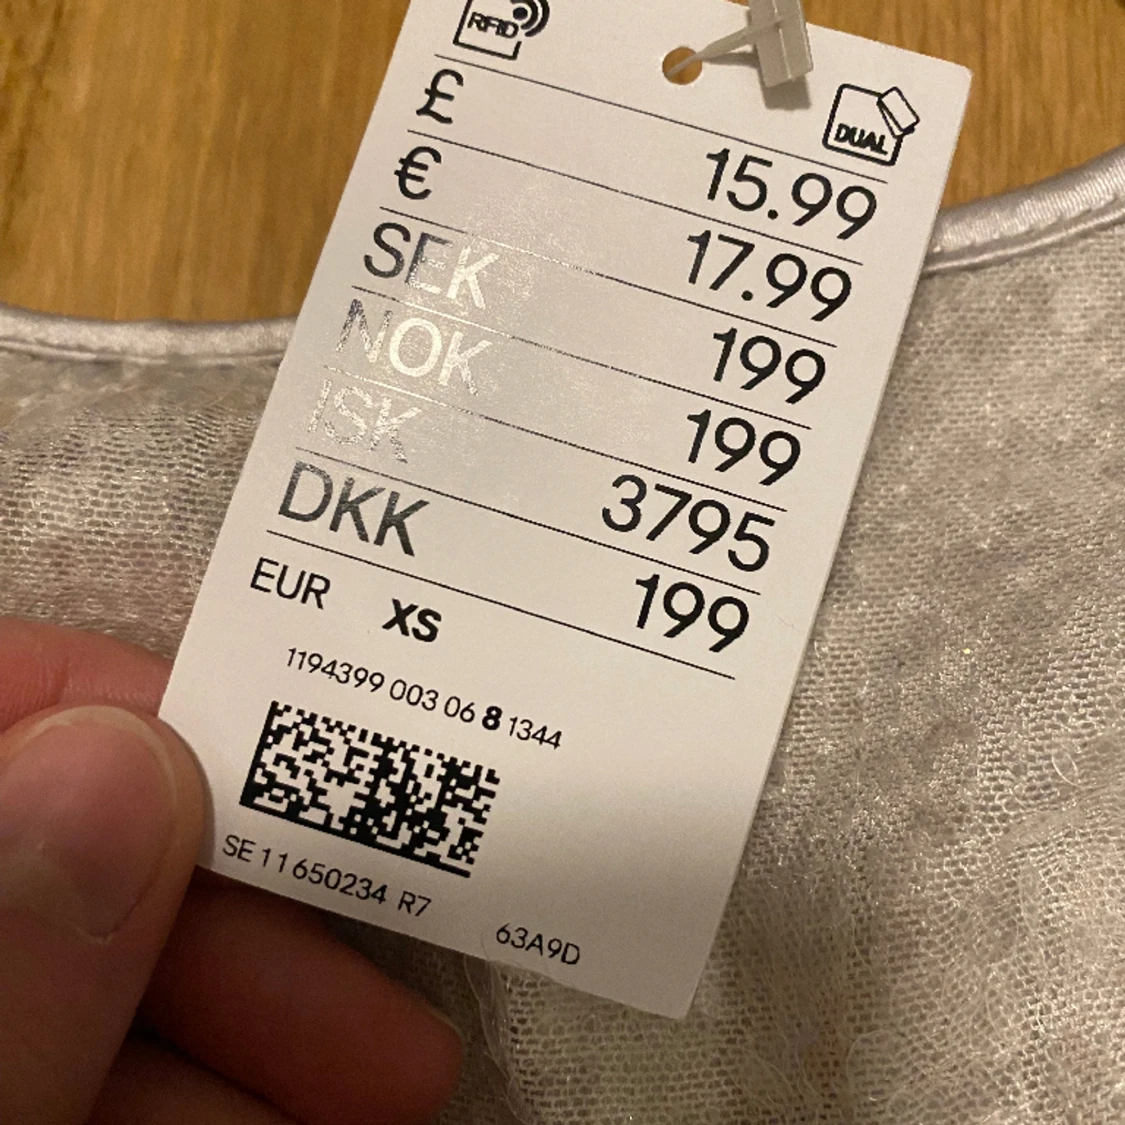 RFID
DUAL
£ 15.99
€ 17.99
SEK 199
NOK 199
ISK 3795
DKK 199
EUR XS
1194399 003 06 8 1344
SE 11650234 R7
63A9D